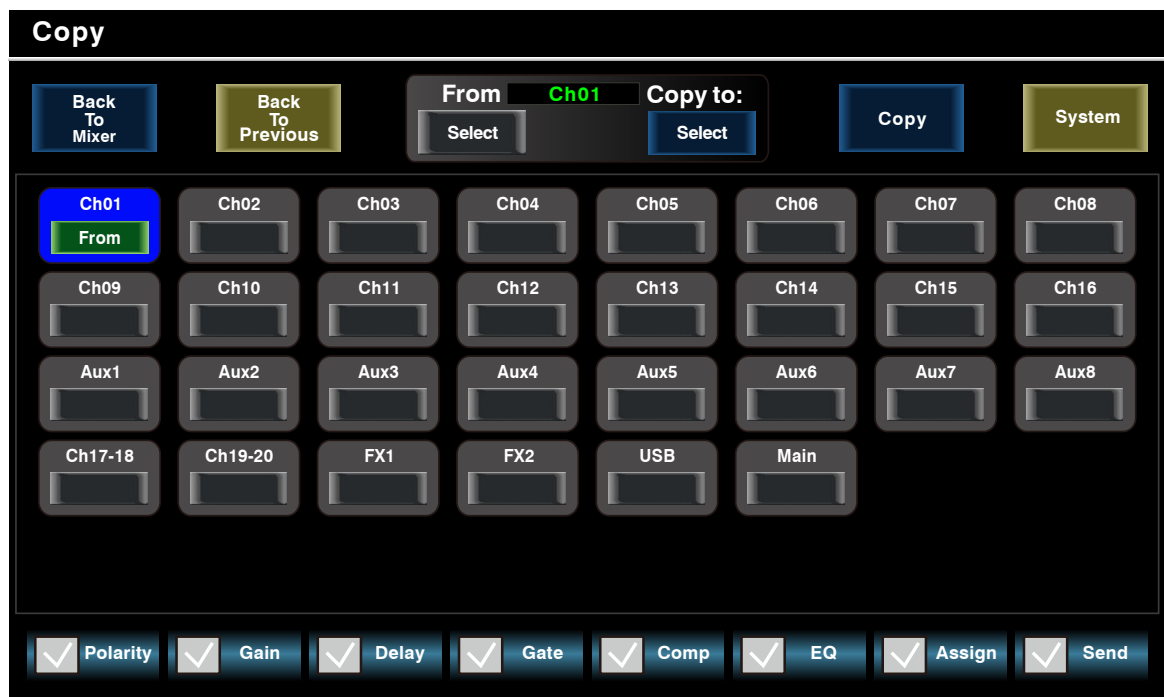 Copy
Back
To
Mixer
Back
To
Previous
From Ch01 Copy to:
Select Select
Copy
System
Ch01 Ch02 Ch03 Ch04 Ch05 Ch06 Ch07 Ch08
From
Ch09 Ch10 Ch11 Ch12 Ch13 Ch14 Ch15 Ch16
Aux1 Aux2 Aux3 Aux4 Aux5 Aux6 Aux7 Aux8
Ch17-18 Ch19-20 FX1 FX2 USB Main
Polarity Gain Delay Gate Comp EQ Assign Send